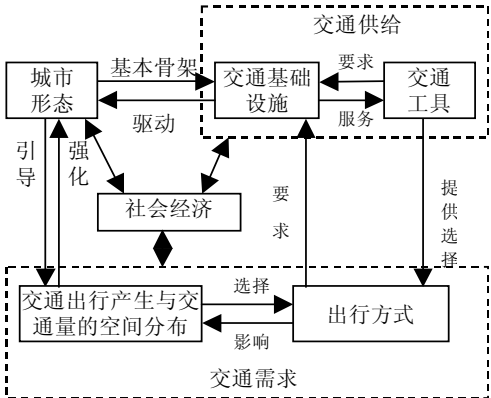 交通供给
城市
形态
基本骨架
驱动
交通基础
设施
要求
服务
交通
工具
引
导
强
化
社会经济
要
求
提
供
选
择
交通出行产生与交
通量的空间分布
选择
影响
出行方式
交通需求